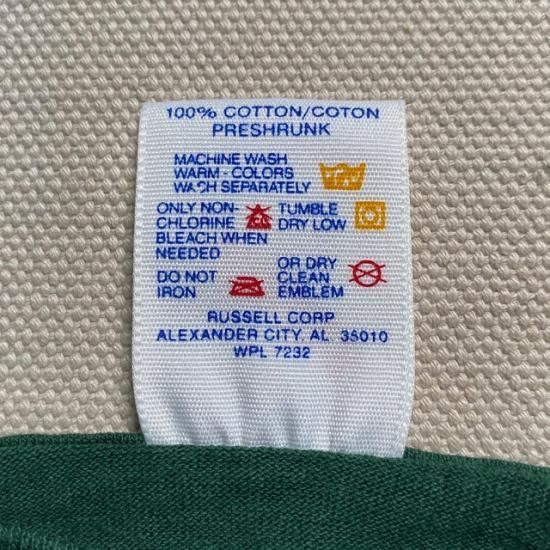 100% COTTON/COTON
PRESHRUNK
MACHINE WASH
WARM - COLORS
WASH SEPARATELY
ONLY NON-
CHLORINE
BLEACH WHEN
NEEDED
TUMBLE
DRY LOW
DO NOT
IRON
OR DRY
CLEAN
EMBLEM
RUSSELL CORP
ALEXANDER CITY, AL 35010
WPL 7232